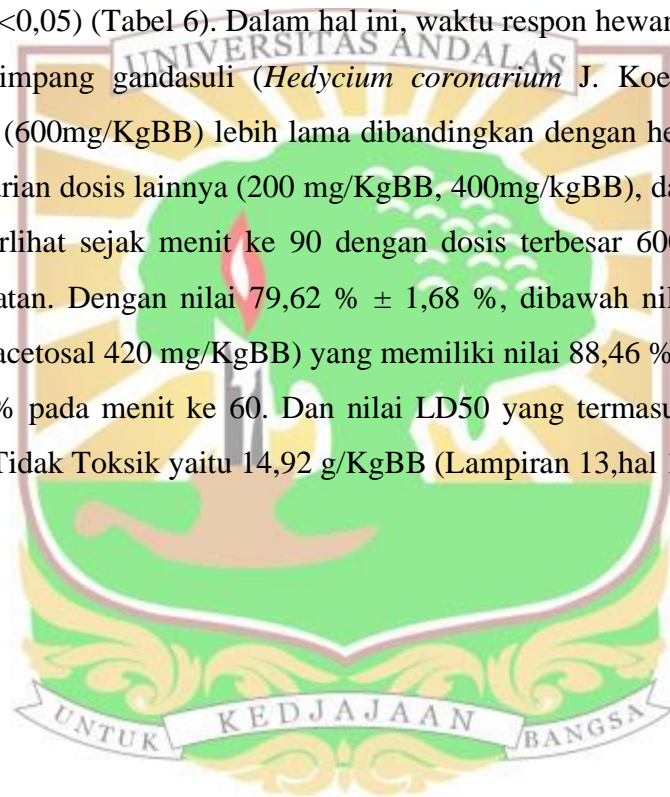 <0,05) (Tabel 6). Dalam hal ini, waktu respon hewan
UNIVERSITAS ANDALAS
impang gandasuli (Hedycium coronarium J. Koe
(600mg/KgBB) lebih lama dibandingkan dengan he
arian dosis lainnya (200 mg/KgBB, 400mg/kgBB), da
rlihat sejak menit ke 90 dengan dosis terbesar 600
atan. Dengan nilai 79,62 % ± 1,68 %, dibawah nil
acetosal 420 mg/KgBB) yang memiliki nilai 88,46 %
% pada menit ke 60. Dan nilai LD50 yang termasu
Tidak Toksik yaitu 14,92 g/KgBB (Lampiran 13,hal
UNTUK KEDJAJAAN BANGSA